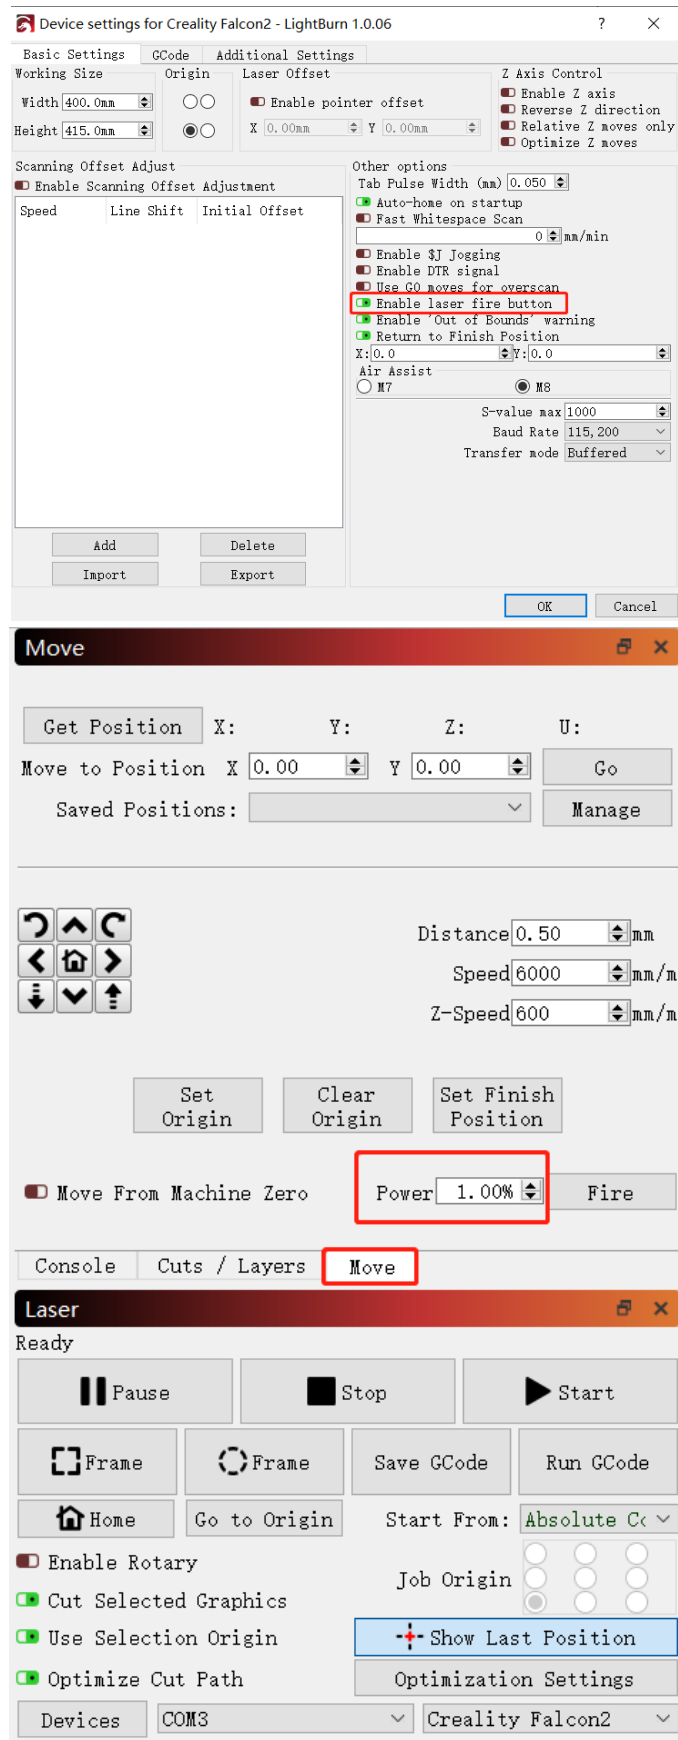 Device settings for Creality Falcon2 - LightBurn 1.0.06
Basic Settings GCode Additional Settings
Working Size Origin Laser Offset Z Axis Control
Width 400.0mm Enable pointer offset Enable Z axis
Reverse Z direction
Height 415.0mm X 0.00mm Y 0.00mm Relative Z moves only
Optimize Z moves
Scanning Offset Adjust
Enable Scanning Offset Adjustment
Speed Line Shift Initial Offset
Add Delete
Import Export
Other options
Tab Pulse Width (mm) 0.050
Auto-home on startup
Fast Whitespace Scan
0 mm/min
Enable $J Jogging
Enable DTR signal
Use G0 moves for overscan
Enable laser fire button
Enable 'Out of Bounds' warning
Return to Finish Position
X: 0.0 Y: 0.0
Air Assist
M7 M8
S-value max 1000
Baud Rate 115,200
Transfer mode Buffered
OK Cancel
Move
Get Position X: Y: Z: U:
Move to Position X 0.00 Y 0.00 Go
Saved Positions: Manage
Distance 0.50 mm
Speed 6000 mm/m
Z-Speed 600 mm/m
Set Origin Clear Origin Set Finish Position
Move From Machine Zero Power 1.00% Fire
Console Cuts / Layers Move
Laser
Ready
Pause Stop Start
Frame Frame Save GCode Run GCode
Home Go to Origin Start From: Absolute Co
Enable Rotary
Job Origin
Cut Selected Graphics
Use Selection Origin Show Last Position
Optimize Cut Path Optimization Settings
Devices COM3 Creality Falcon2